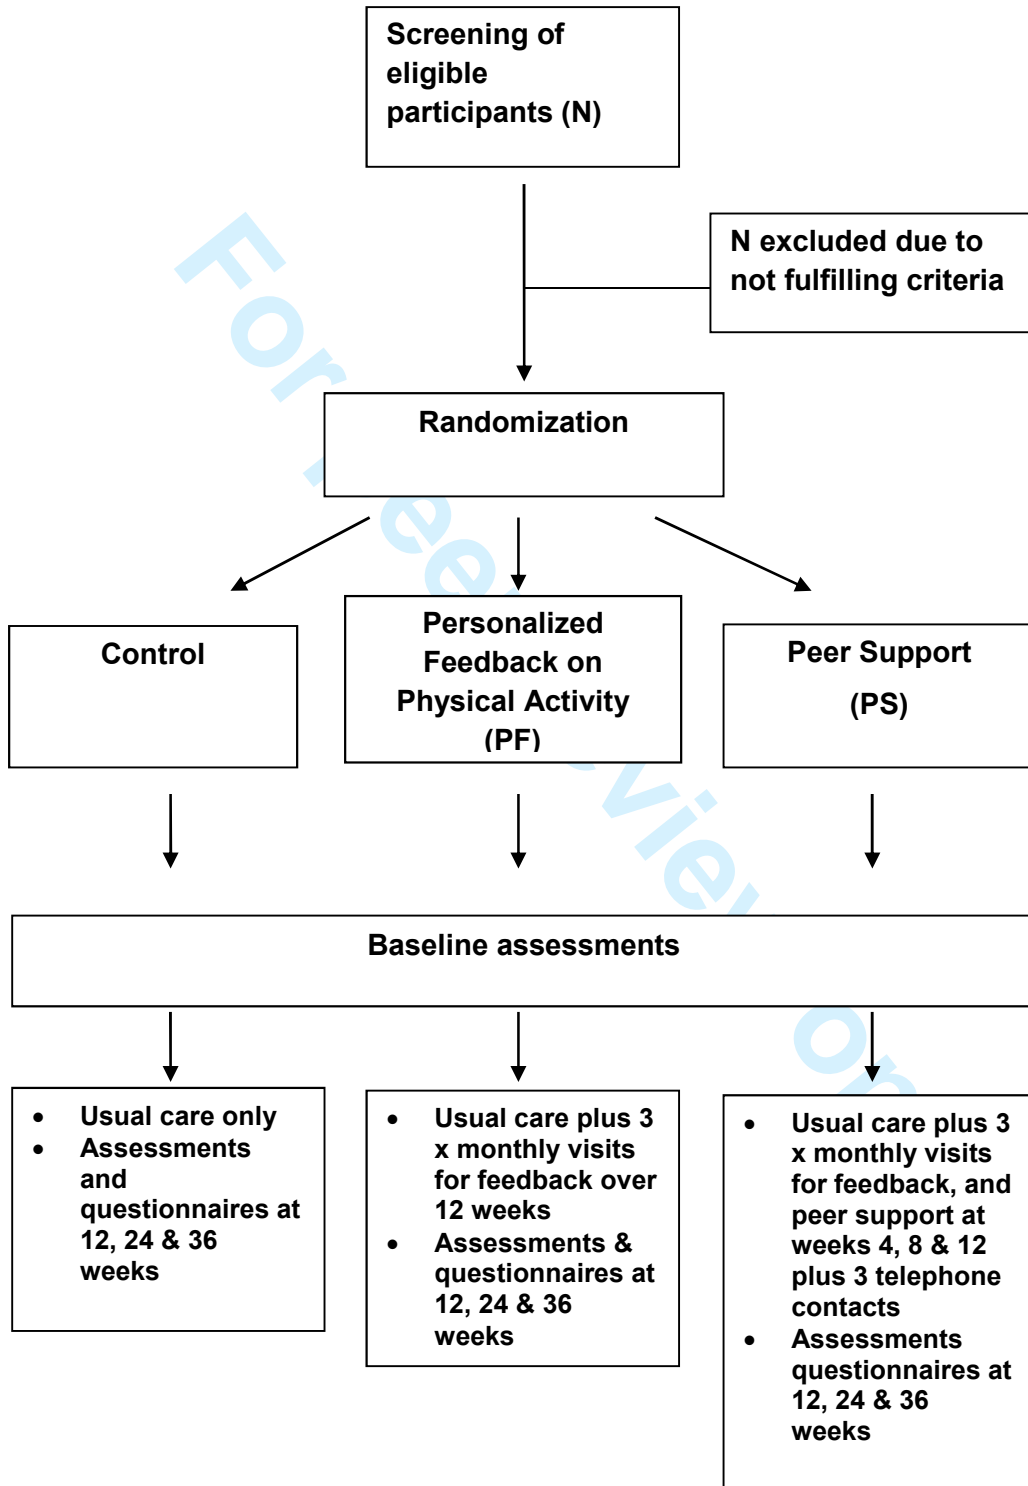 Screening of
eligible
participants (N)
N excluded due to
not fulfilling criteria
Randomization
Control
Personalized
Feedback on
Physical Activity
(PF)
Peer Support
(PS)
Baseline assessments
• Usual care only
• Assessments
and
questionnaires at
12, 24 & 36
weeks
• Usual care plus 3
x monthly visits
for feedback over
12 weeks
• Assessments &
questionnaires at
12, 24 & 36
weeks
• Usual care plus 3
x monthly visits
for feedback, and
peer support at
weeks 4, 8 & 12
plus 3 telephone
contacts
• Assessments
questionnaires at
12, 24 & 36
weeks